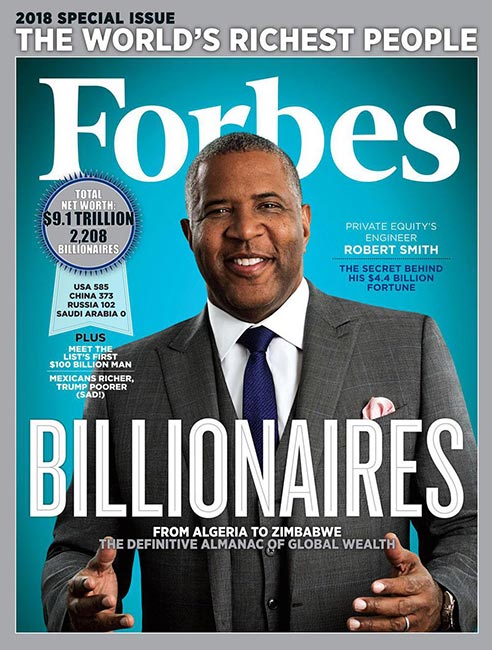 2018 SPECIAL ISSUE
THE WORLD'S RICHEST PEOPLE
Forbes
TOTAL
NET WORTH:
$9.1 TRILLION
2,208
BILLIONAIRES
USA 585
CHINA 373
RUSSIA 102
SAUDI ARABIA 0
PLUS
MEET THE
LIST'S FIRST
$100 BILLION MAN
MEXICANS RICHER,
TRUMP POORER
(SAD!)
PRIVATE EQUITY'S
ENGINEER
ROBERT SMITH
THE SECRET BEHIND
HIS $4.4 BILLION
FORTUNE
BILLIONAIRES
FROM ALGERIA TO ZIMBABWE
THE DEFINITIVE ALMANAC OF GLOBAL WEALTH